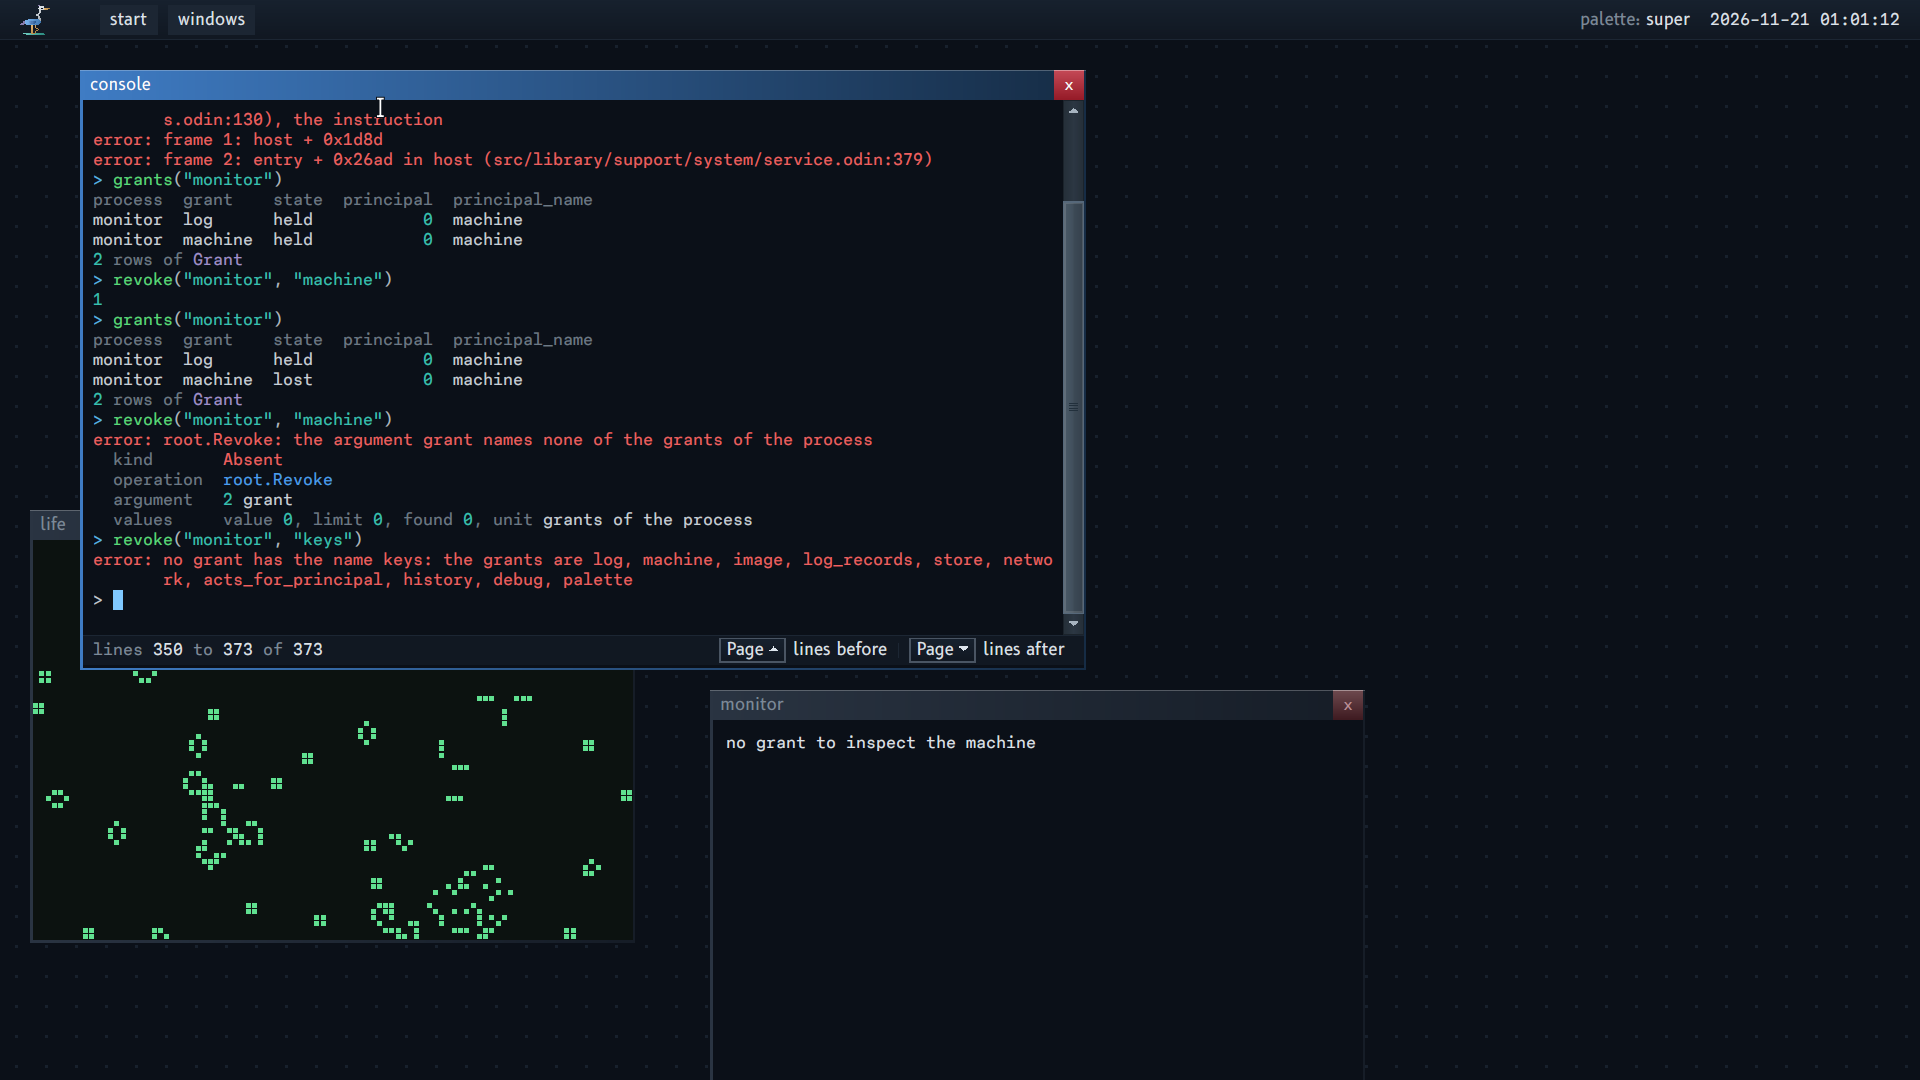 start windows palette: super 2026-11-21 01:01:12
console x
s.odin:130), the instruction
error: frame 1: host + 0x1d8d
error: frame 2: entry + 0x26ad in host (src/library/support/system/service.odin:379)
> grants("monitor")
process grant state principal principal_name
monitor log held 0 machine
monitor machine held 0 machine
2 rows of Grant
> revoke("monitor", "machine")
1
> grants("monitor")
process grant state principal principal_name
monitor log held 0 machine
monitor machine lost 0 machine
2 rows of Grant
> revoke("monitor", "machine")
error: root.Revoke: the argument grant names none of the grants of the process
kind Absent
operation root.Revoke
argument 2 grant
values value 0, limit 0, found 0, unit grants of the process
> revoke("monitor", "keys")
error: no grant has the name keys: the grants are log, machine, image, log_records, store, netwo
rk, acts_for_principal, history, debug, palette
>
lines 350 to 373 of 373 Page lines before Page lines after
life
monitor x
no grant to inspect the machine